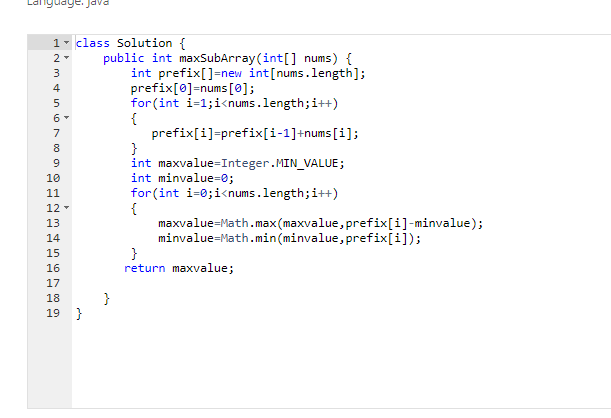 Language: java
1 class Solution {
2 public int maxSubArray(int[] nums) {
3 int prefix[]=new int[nums.length];
4 prefix[0]=nums[0];
5 for(int i=1;i<nums.length;i++)
6 {
7 prefix[i]=prefix[i-1]+nums[i];
8 }
9 int maxvalue=Integer.MIN_VALUE;
10 int minvalue=0;
11 for(int i=0;i<nums.length;i++)
12 {
13 maxvalue=Math.max(maxvalue,prefix[i]-minvalue);
14 minvalue=Math.min(minvalue,prefix[i]);
15 }
16 return maxvalue;
17
18 }
19 }